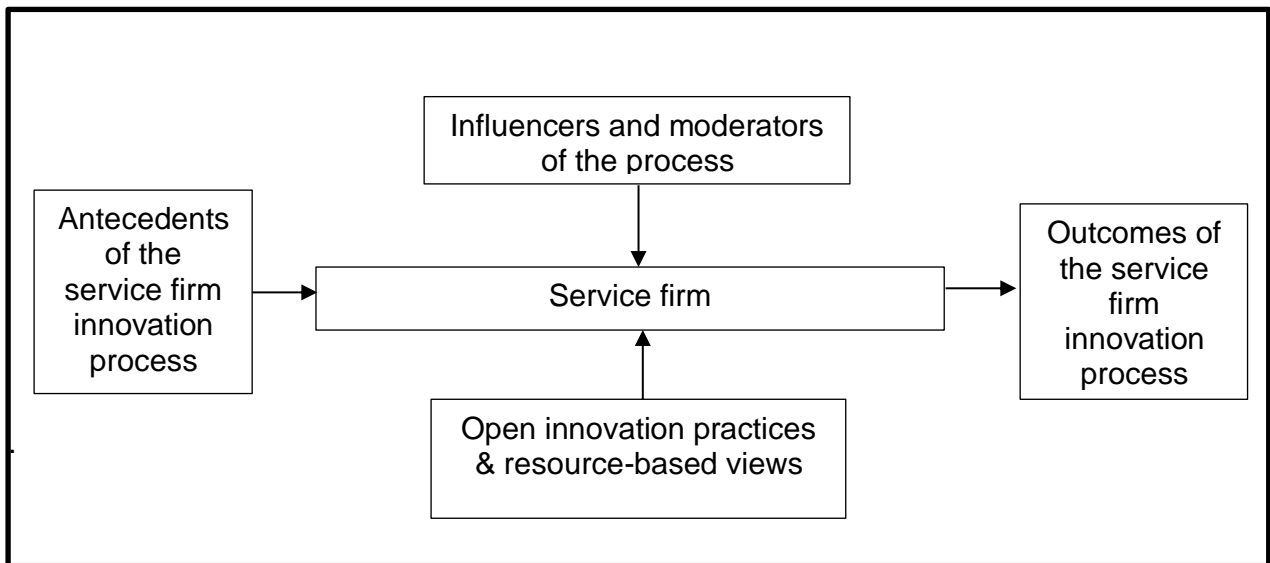 Influencers and moderators
of the process
Antecedents
of the
service firm
innovation
process
Service firm
Outcomes of
the service
firm
innovation
process
Open innovation practices
& resource-based views
.